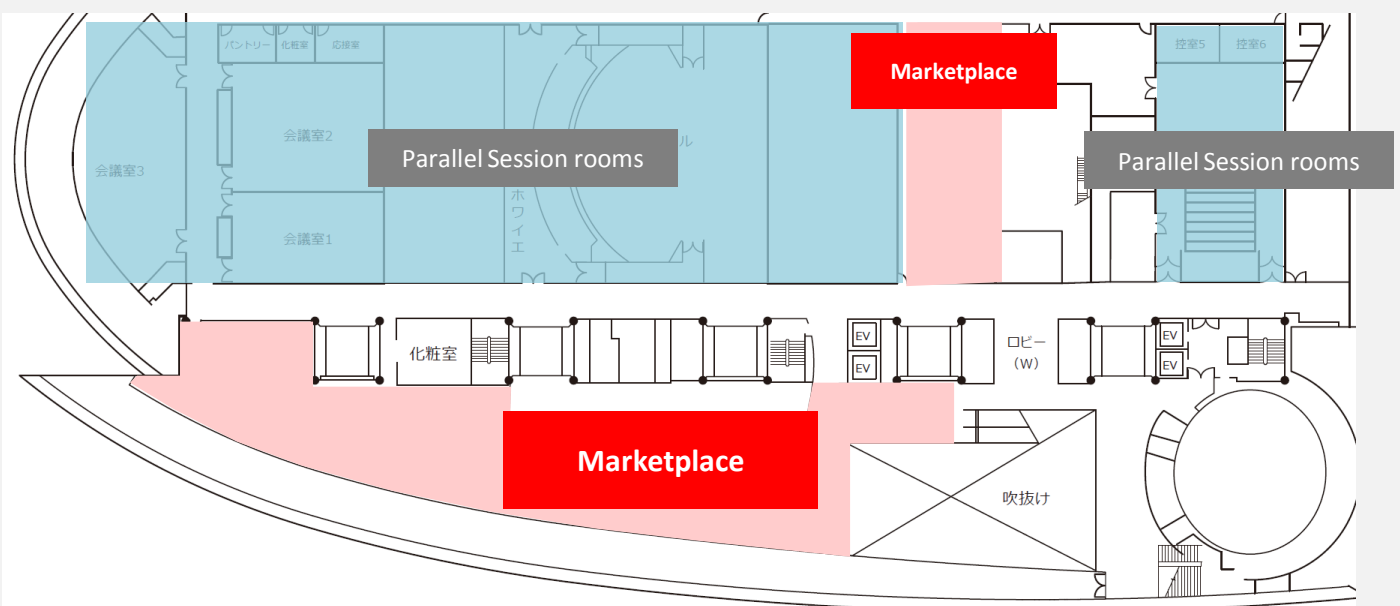 パントリー 化粧室 応接室
控室5 控室6
Marketplace
会議室2
Parallel Session rooms
ル
Parallel Session rooms
会議室3
ホワイエ
会議室1
EV
EV
化粧室
ロビー
(W)
EV
EV
Marketplace
吹抜け